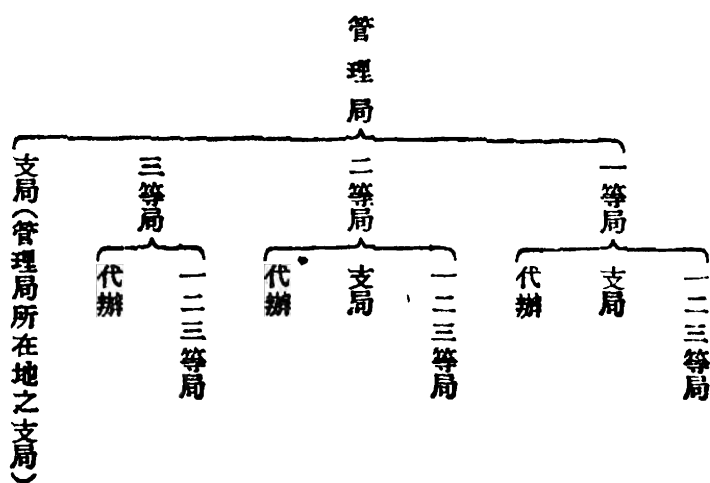 管理局
一等局
一二三等局
支局
代辦
二等局
一二三等局
支局
代辦
三等局
一二三等局
代辦
支局(管理局所在地之支局)